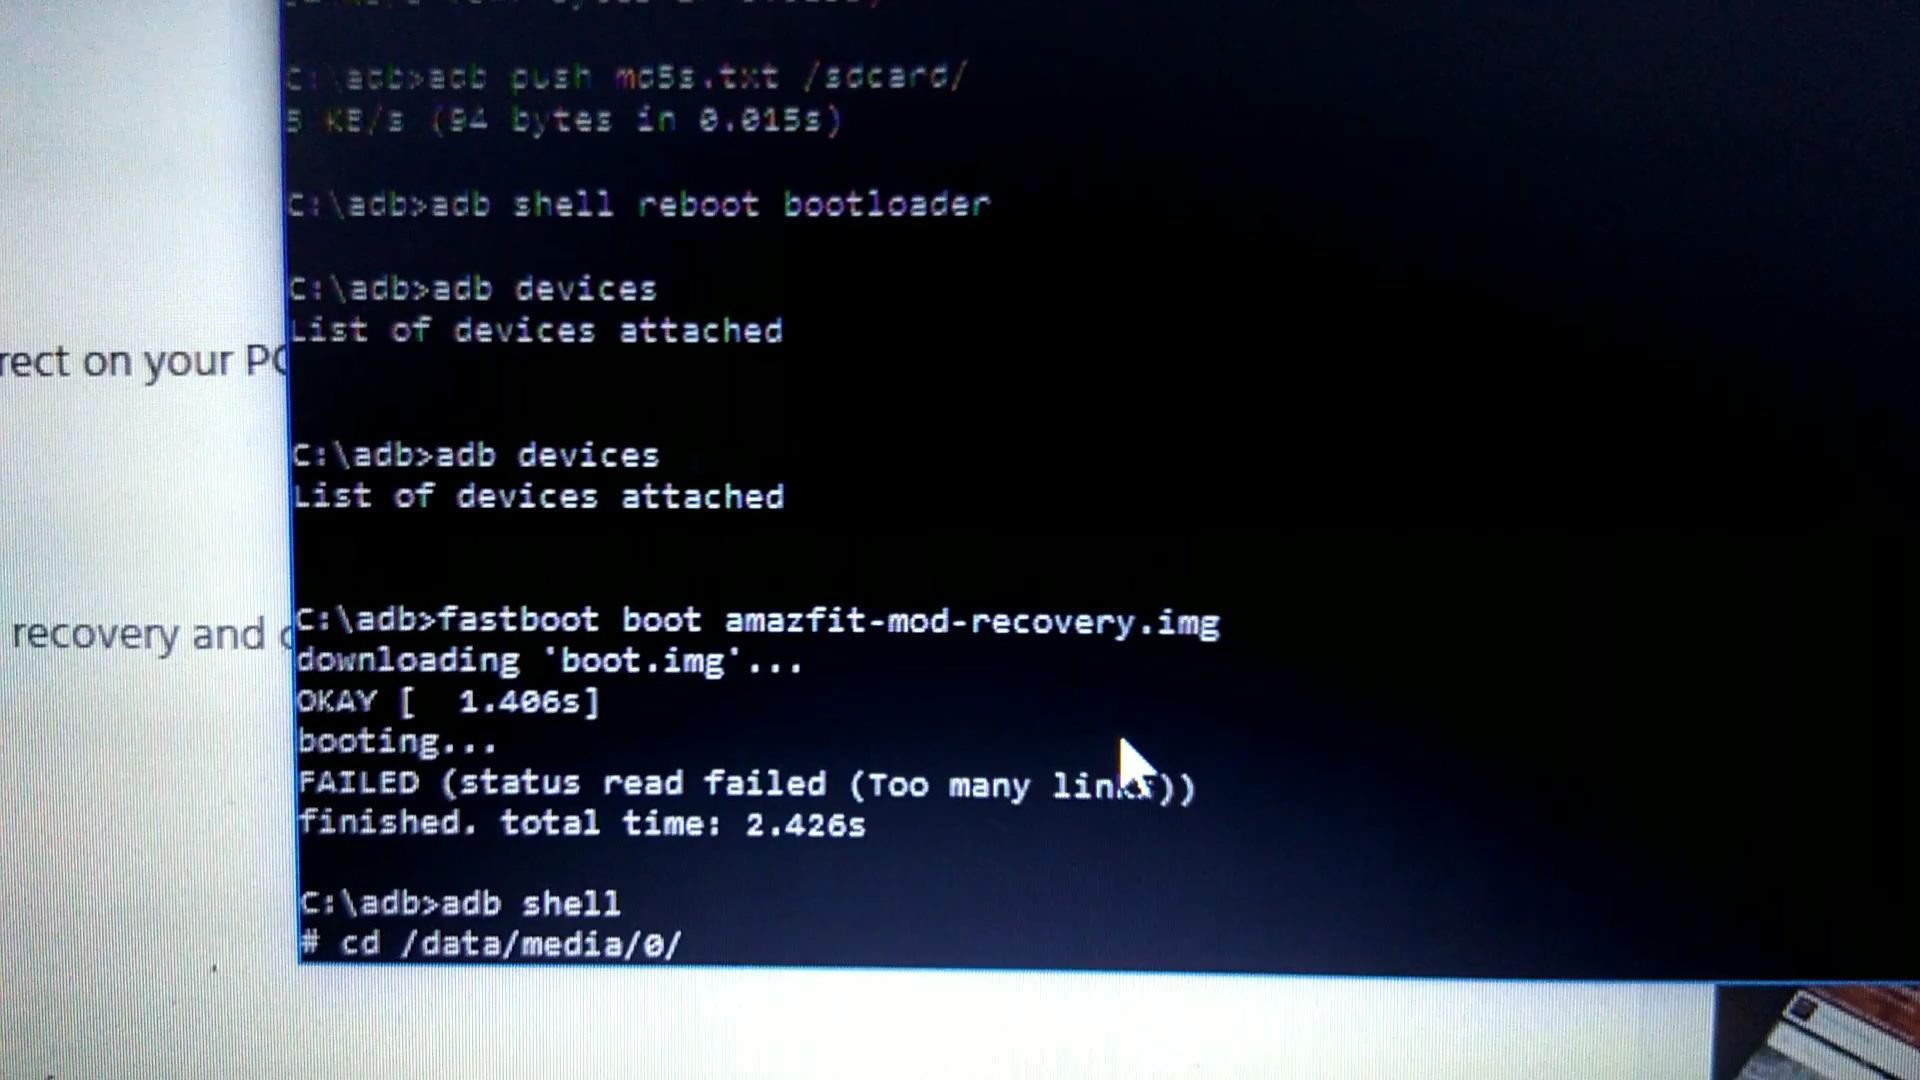 C:\adb>adb push md5s.txt /sdcard/
5 KB/s (94 bytes in 0.015s)
C:\adb>adb shell reboot bootloader
C:\adb>adb devices
List of devices attached
rect on your PC
C:\adb>adb devices
List of devices attached
C:\adb>fastboot boot amazfit-mod-recovery.img
recovery and
downloading 'boot.img'...
OKAY [  1.406s]
booting...
FAILED (status read failed (Too many links))
finished. total time: 2.426s
C:\adb>adb shell
# cd /data/media/0/